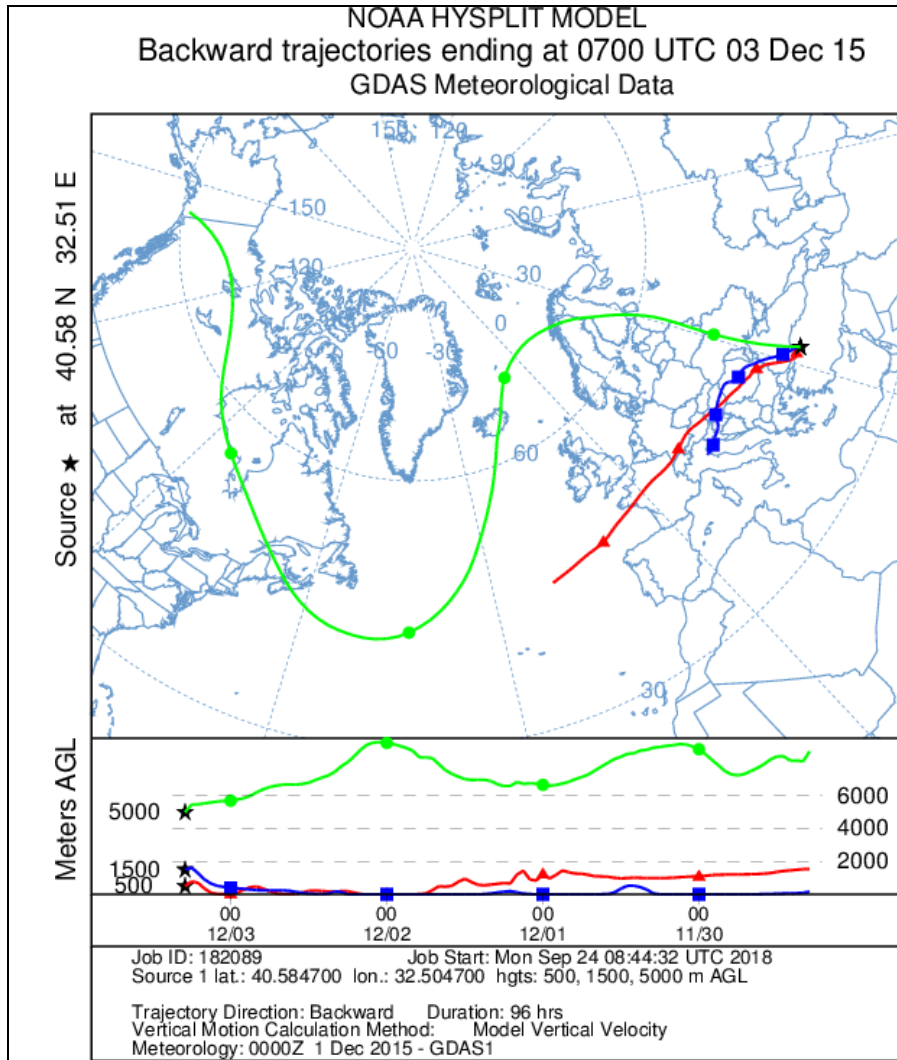 NOAA HYSPLIT MODEL
Backward trajectories ending at 0700 UTC 03 Dec 15
GDAS Meteorological Data
Source ★ at 40.58 N 32.51 E
150 120
-150 90
60
-120 30
0
-60 -30
60
30
Meters AGL
5000 6000
4000
1500 2000
500
00 00 00 00
12/03 12/02 12/01 11/30
Job ID: 182089 Job Start: Mon Sep 24 08:44:32 UTC 2018
Source 1 lat.: 40.584700 lon.: 32.504700 hgts: 500, 1500, 5000 m AGL
Trajectory Direction: Backward Duration: 96 hrs
Vertical Motion Calculation Method: Model Vertical Velocity
Meteorology: 0000Z 1 Dec 2015 - GDAS1